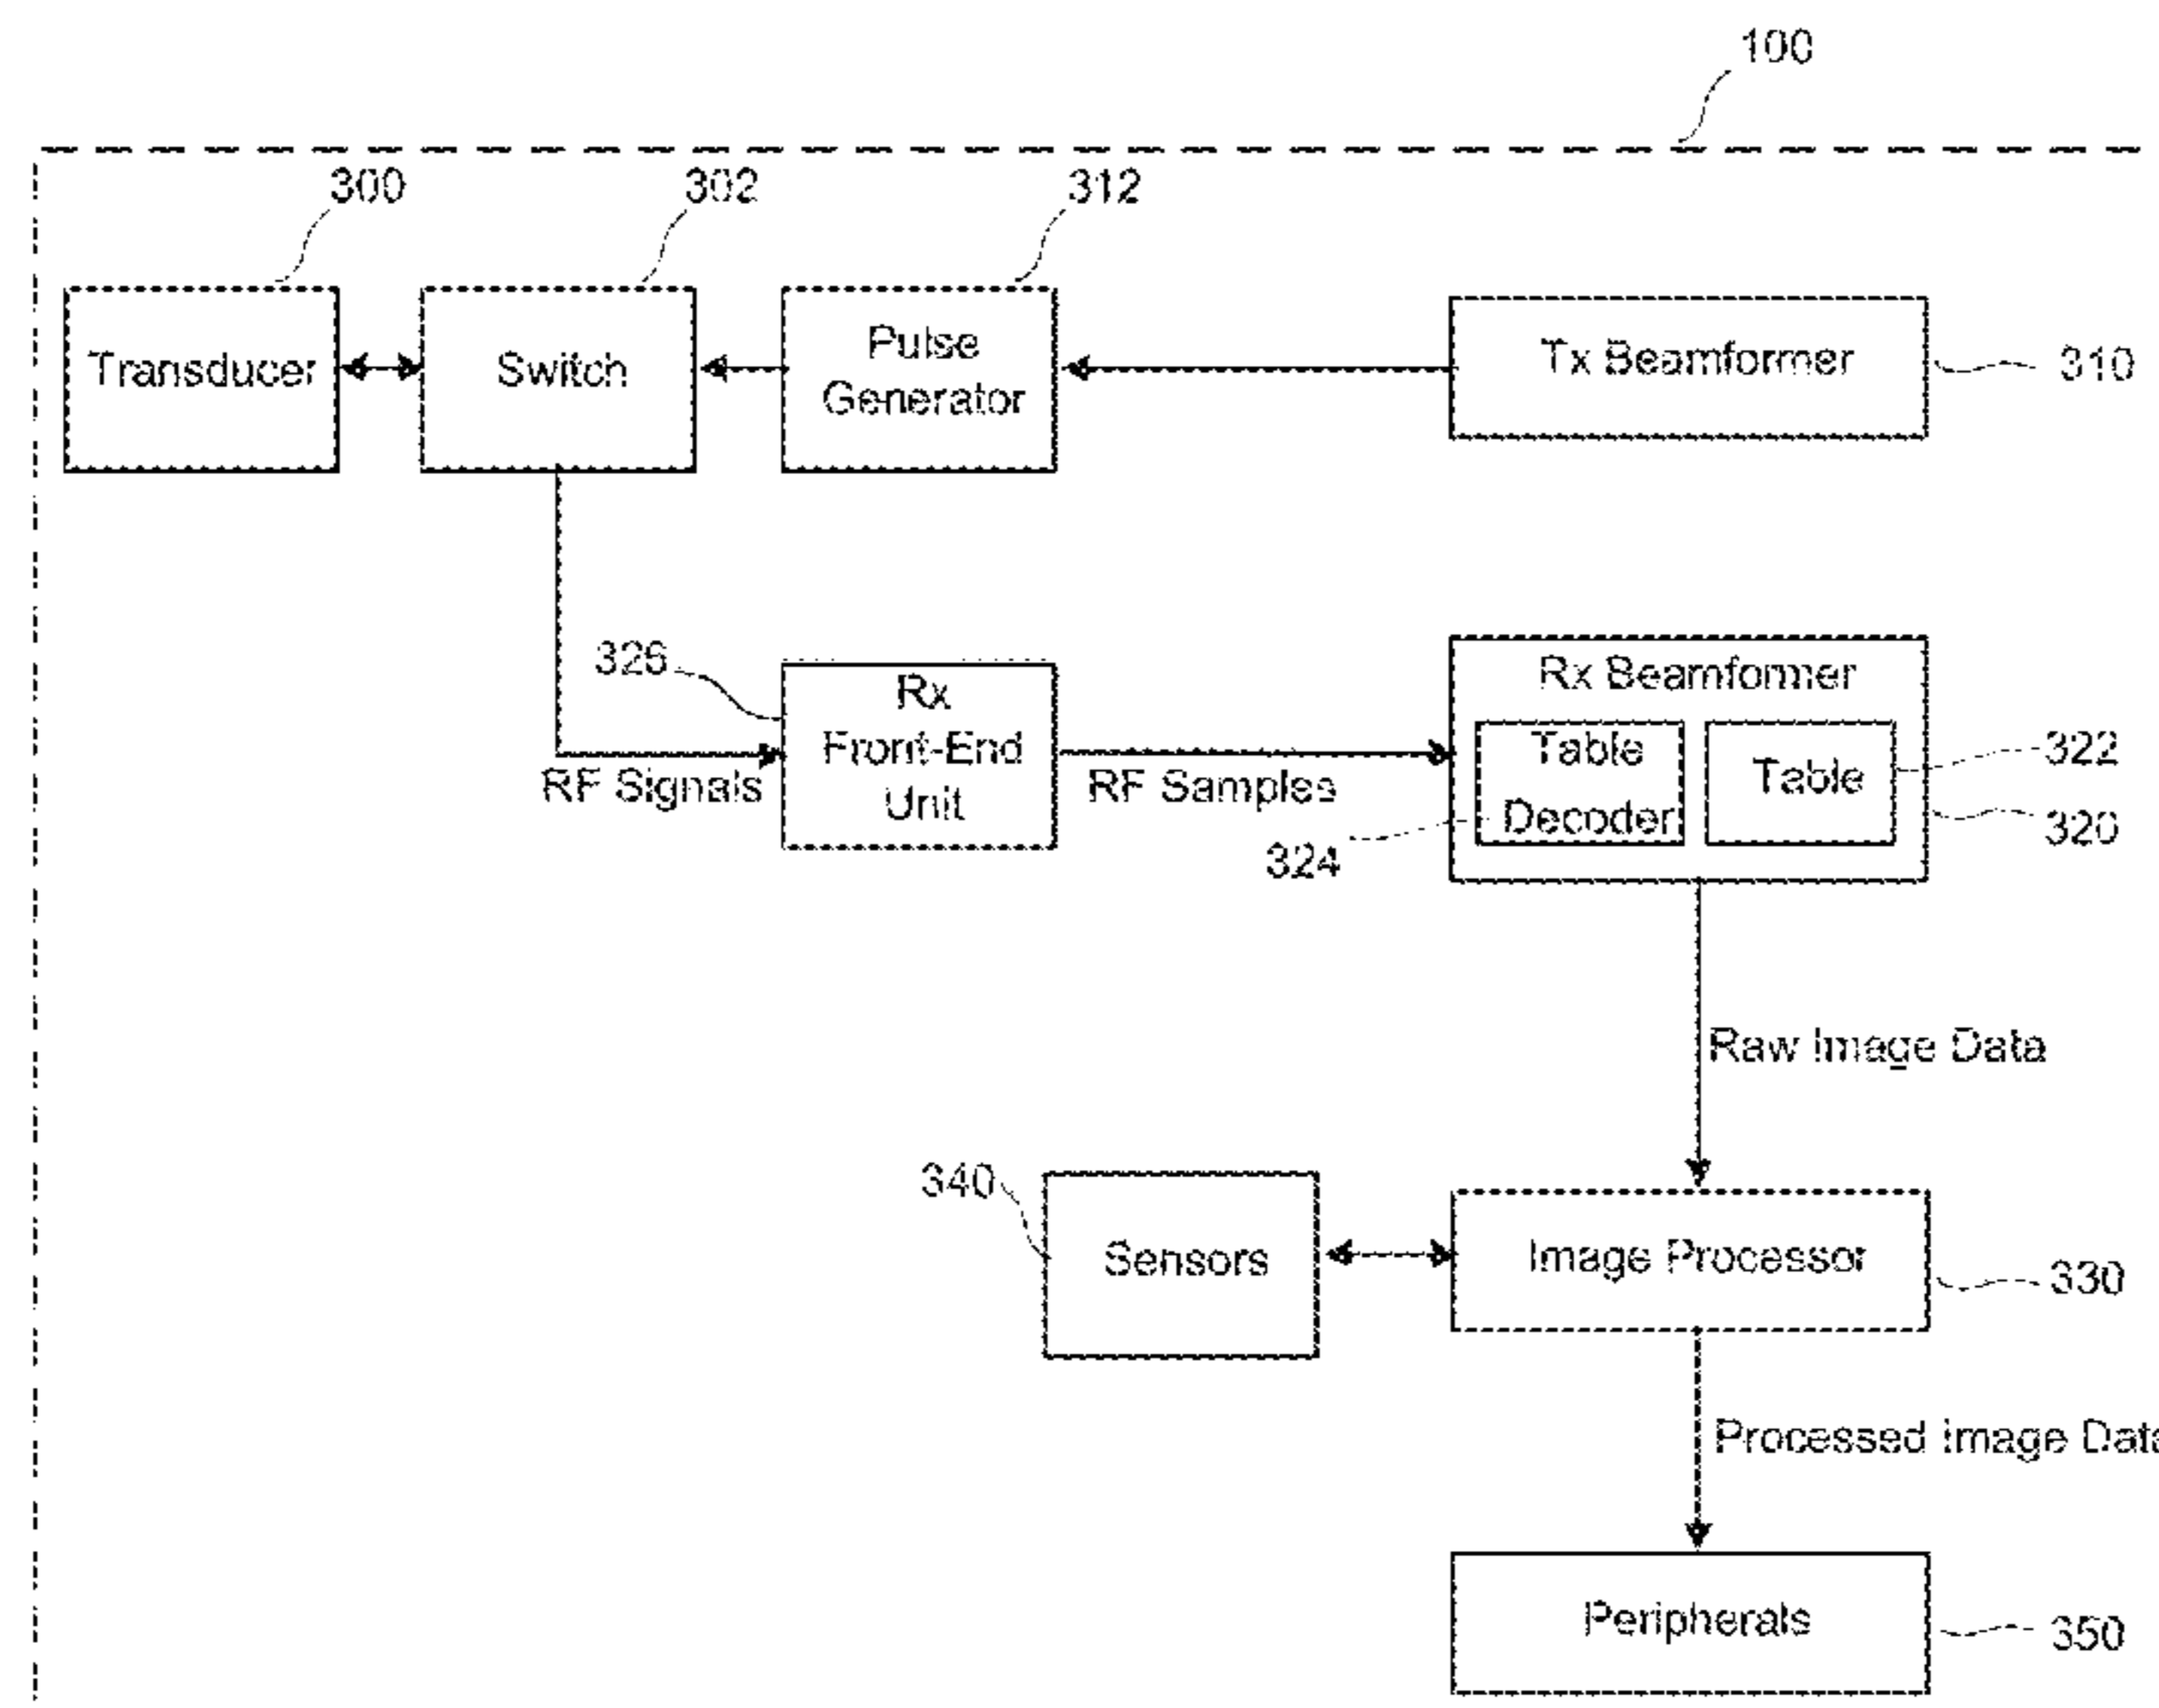 100
300
302
312
Transducer
Switch
Pulse
Generator
Tx Beamformer
310
326
Rx
Front-End
Unit
RF Signals
RF Samples
Rx Beamformer
Table
Decoder
Table
322
320
324
Raw Image Data
340
Sensors
Image Processor
330
Processed Image Data
Peripherals
350